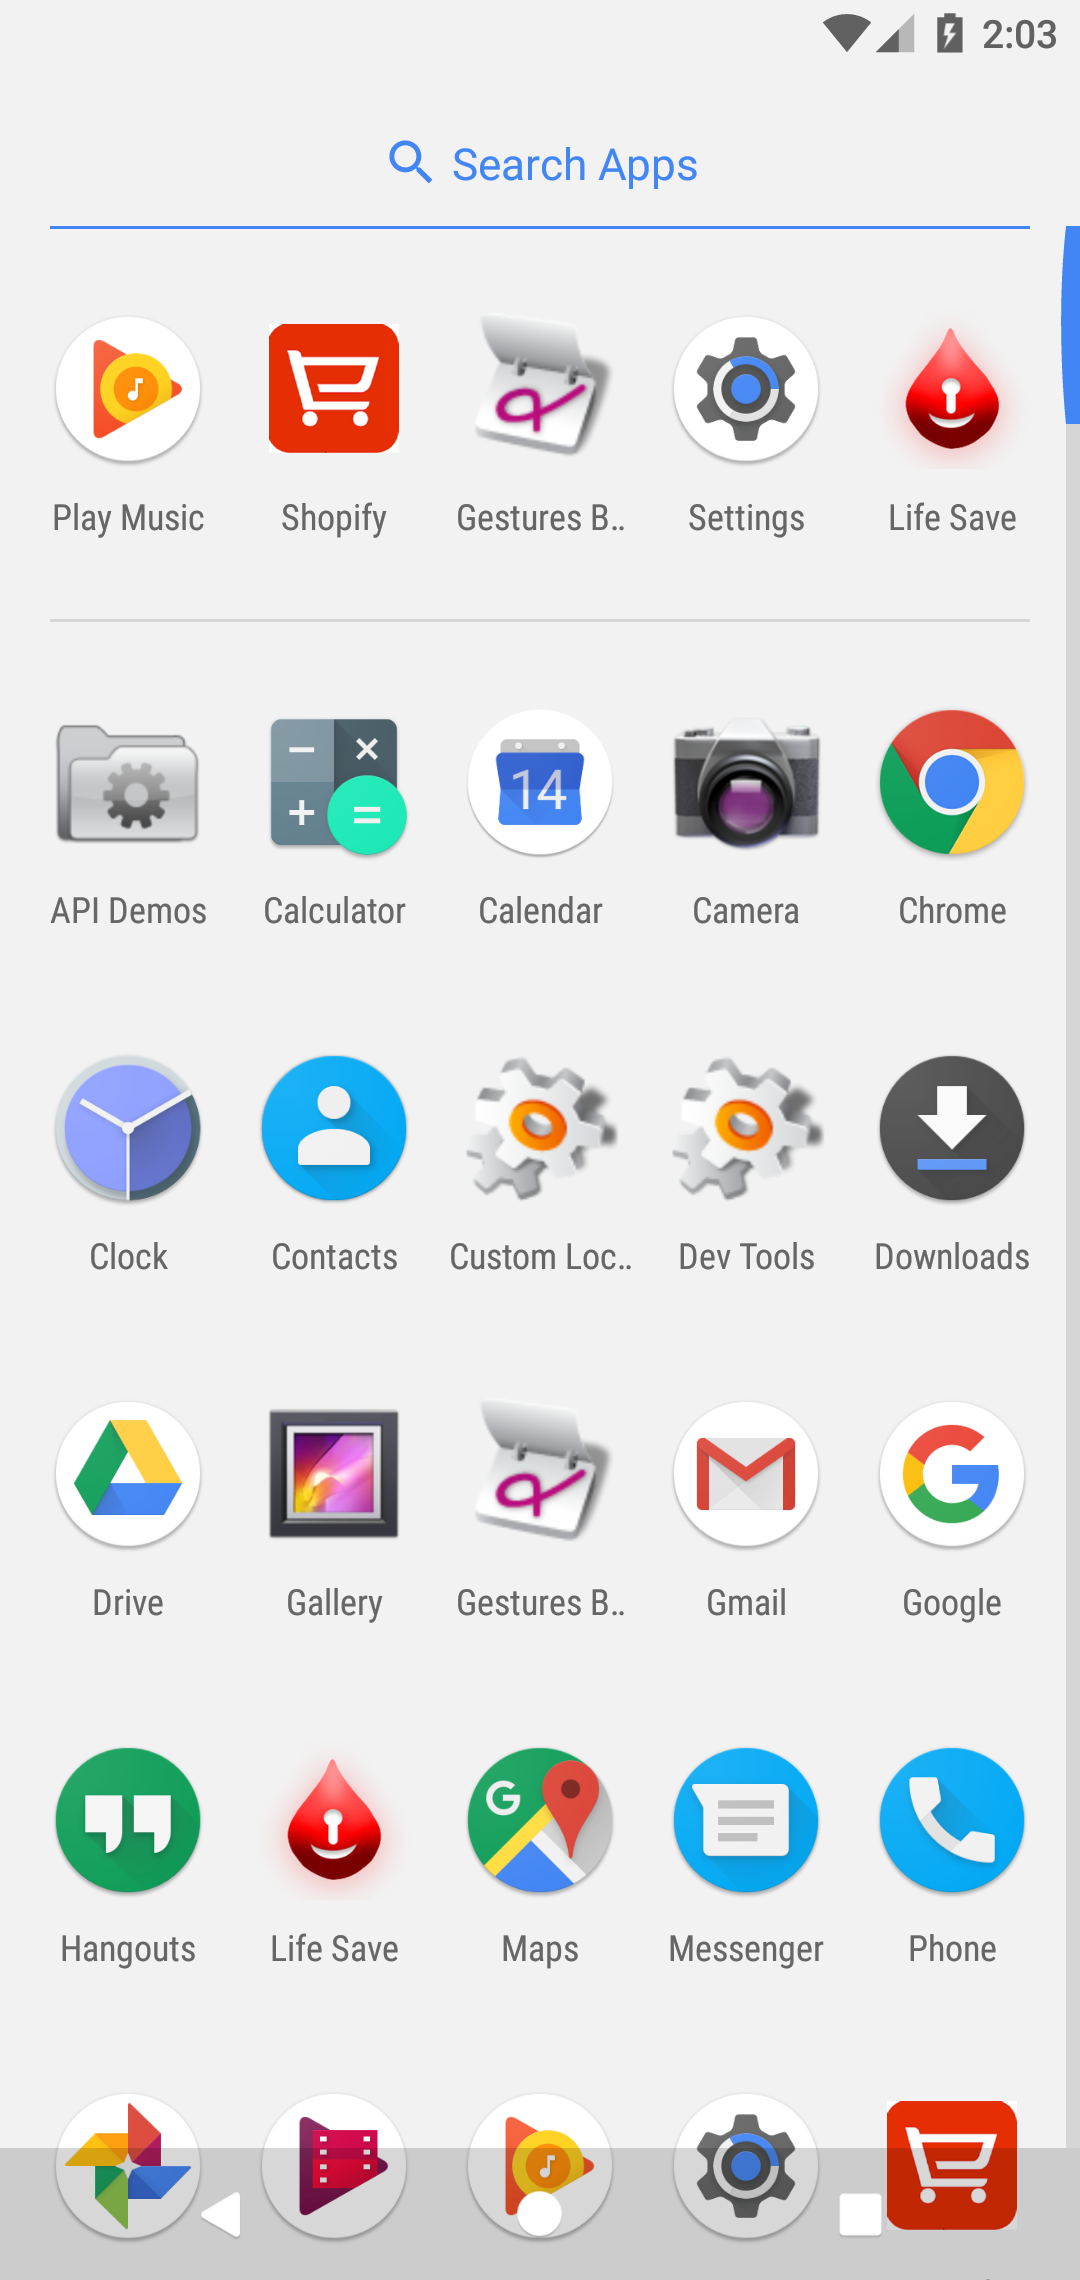 2:03
Search Apps
Play Music
Shopify
Gestures B..
Settings
Life Save
14
API Demos
Calculator
Calendar
Camera
Chrome
Clock
Contacts
Custom Loc..
Dev Tools
Downloads
Drive
Gallery
Gestures B..
Gmail
Google
Hangouts
Life Save
Maps
Messenger
Phone